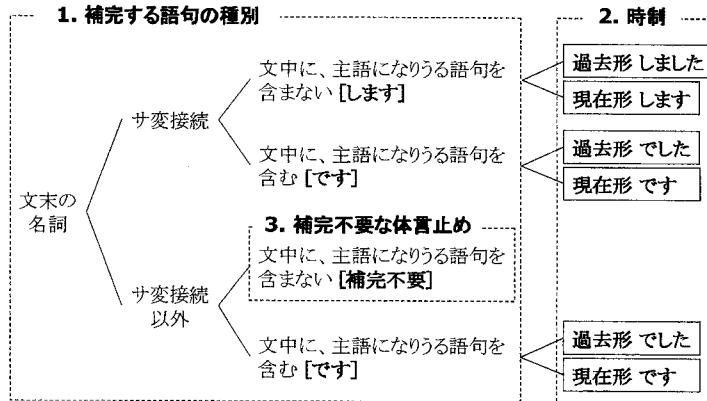 1. 補完する語句の種別
2. 時制
文末の
名詞
サ変接続
文中に、主語になりうる語句を
含まない [します]
過去形 しました
現在形 します
文中に、主語になりうる語句を
含む [です]
過去形 でした
現在形 です
サ変接続
以外
3. 補完不要な体言止め
文中に、主語になりうる語句を
含まない [補完不要]
文中に、主語になりうる語句を
含む [です]
過去形 でした
現在形 です